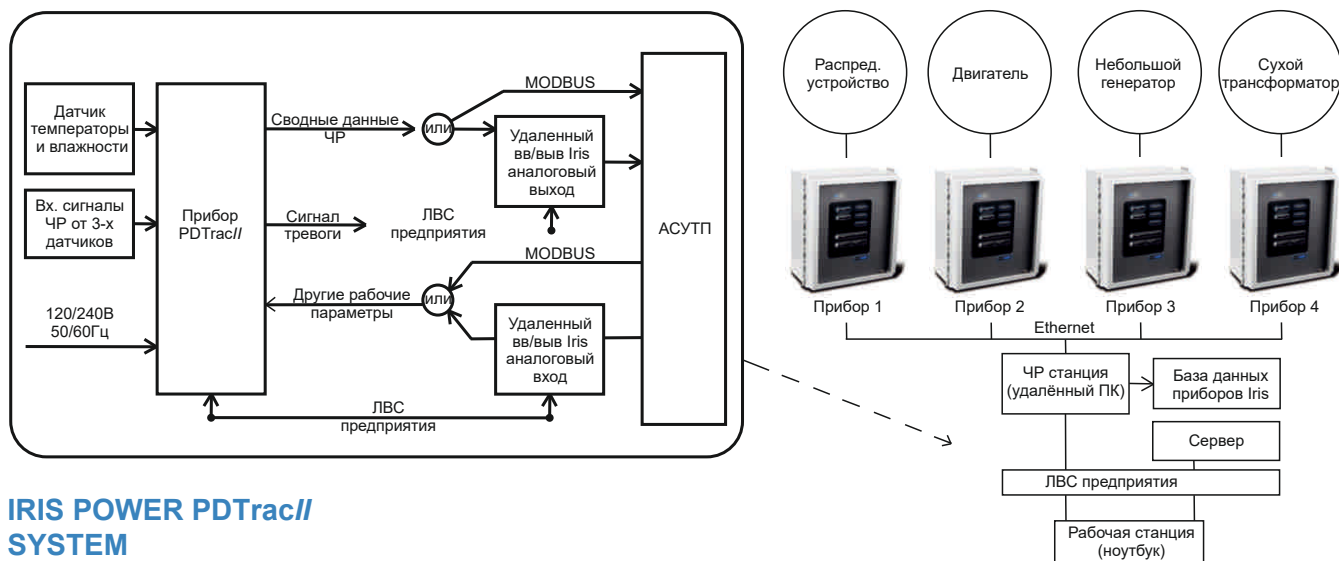 Датчик
температоры
и влажности
Вх. сигналы
ЧР от 3-х
датчиков
120/240В
50/60Гц
Прибор
PDTracII
Сводные данные
ЧР
Сигнал
тревоги
Другие рабочие
параметры
или
или
MODBUS
Удаленный
вв/выв Iris
аналоговый
выход
ЛВС
предприятия
MODBUS
Удаленный
вв/выв Iris
аналоговый
вход
ЛВС
предприятия
АСУТП
IRIS POWER PDTracII
SYSTEM
Распред.
устройство
Двигатель
Небольшой
генератор
Сухой
трансформатор
Прибор 1
Прибор 2
Прибор 3
Прибор 4
Ethernet
ЧР станция
(удалённый ПК)
База данных
приборов Iris
Сервер
ЛВС предприятия
Рабочая станция
(ноутбук)